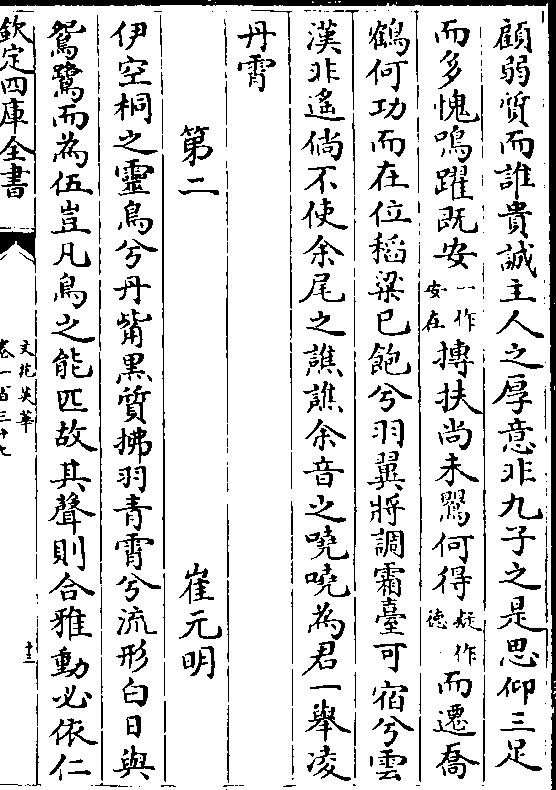 顧弱質而誰貴誠主人之厚意非九子之是思仰三足
而多愧鳴躍既安一作安在搏扶尚未鶱何得疑作德而遷喬
鶴何功而在位稻粱已飽兮羽翼將調霜臺可宿兮雲
漢非遙倘不使余尾之譙譙余音之嘵嘵為君一舉凌
丹霄
第二 崔元明
伊空桐之靈鳥兮丹觜黒質拂羽青霄兮流形白日與
鴛鷺而為伍豈凡鳥之能匹故其聲則合雅動必依仁
欽定四庫全書
文苑英華
卷一百三十九
十三